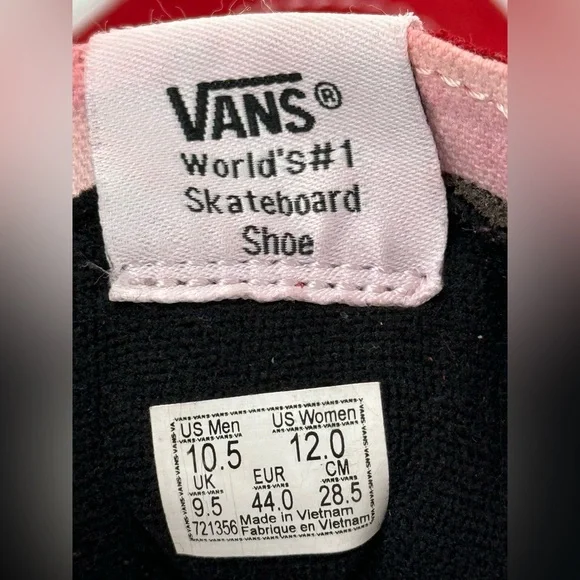 VANS®
World's#1
Skateboard
Shoe
US Men US Women
10.5 12.0
UK EUR CM
9.5 44.0 28.5
721356 Made in Vietnam
Fabrique en Vietnam